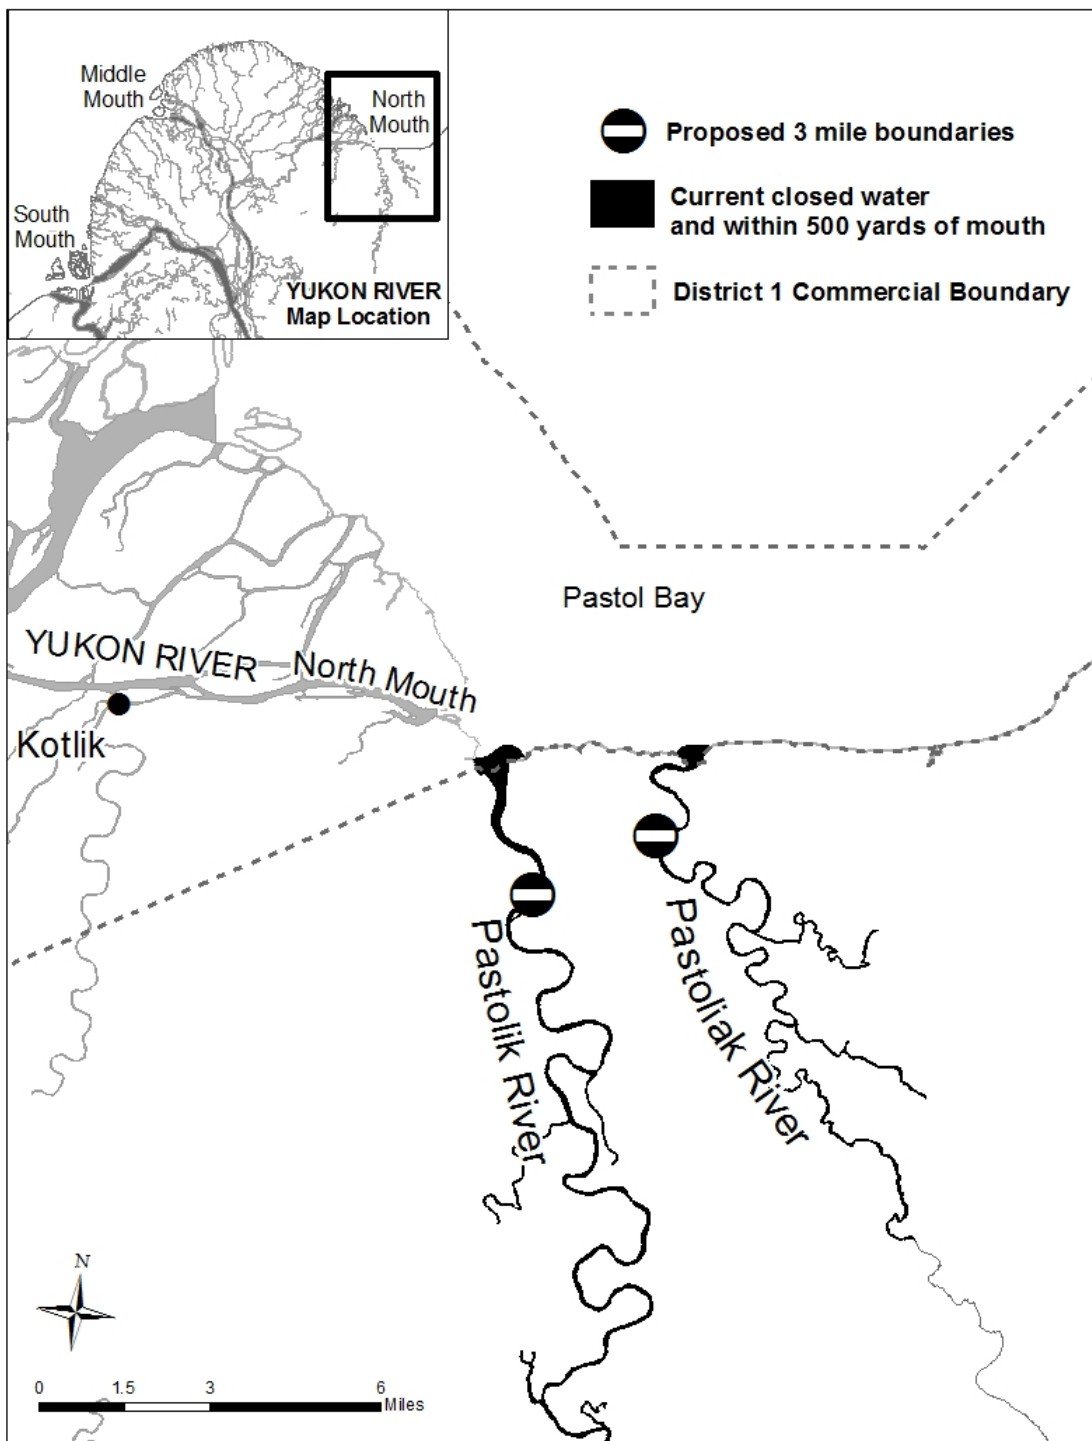 Middle
Mouth
North
Mouth
South
Mouth
YUKON RIVER
Map Location
Proposed 3 mile boundaries
Current closed water
and within 500 yards of mouth
District 1 Commercial Boundary
Pastol Bay
YUKON RIVER
North Mouth
Kotlik
Pastolik River
Pastoliak River
N
0 1.5 3 6
Miles